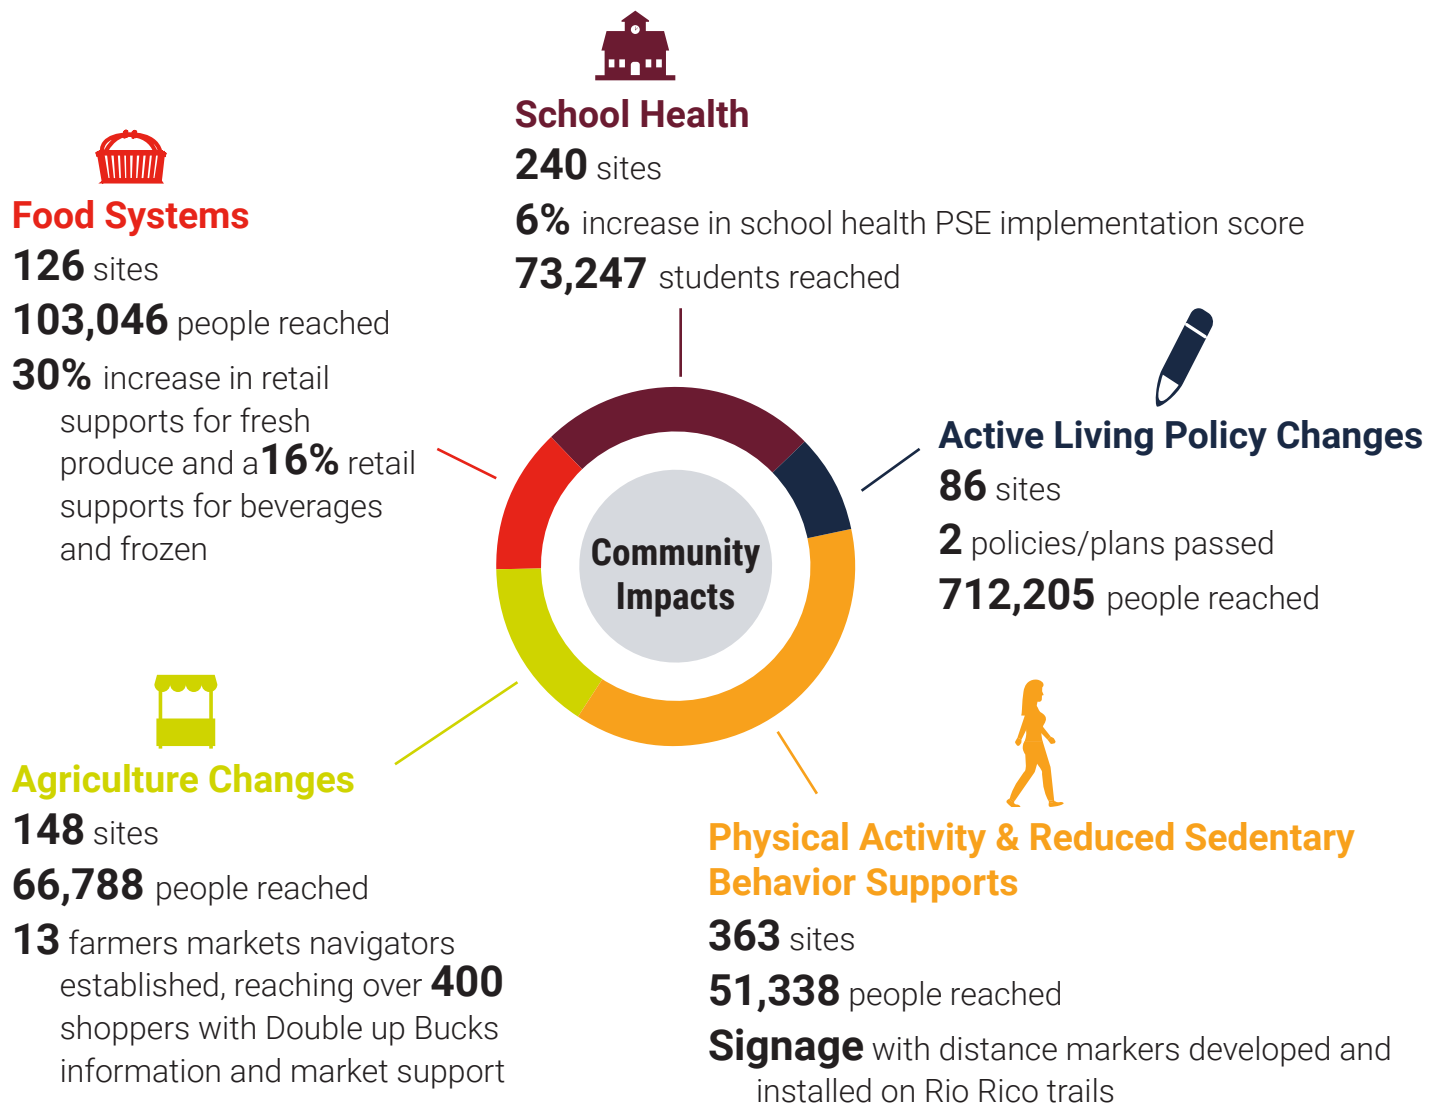 School Health
240 sites
6% increase in school health PSE implementation score
73,247 students reached
Food Systems
126 sites
103,046 people reached
30% increase in retail
supports for fresh
produce and a 16% retail
supports for beverages
and frozen
Active Living Policy Changes
86 sites
2 policies/plans passed
712,205 people reached
Community
Impacts
Agriculture Changes
148 sites
66,788 people reached
13 farmers markets navigators
established, reaching over 400
shoppers with Double up Bucks
information and market support
Physical Activity & Reduced Sedentary
Behavior Supports
363 sites
51,338 people reached
Signage with distance markers developed and
installed on Rio Rico trails